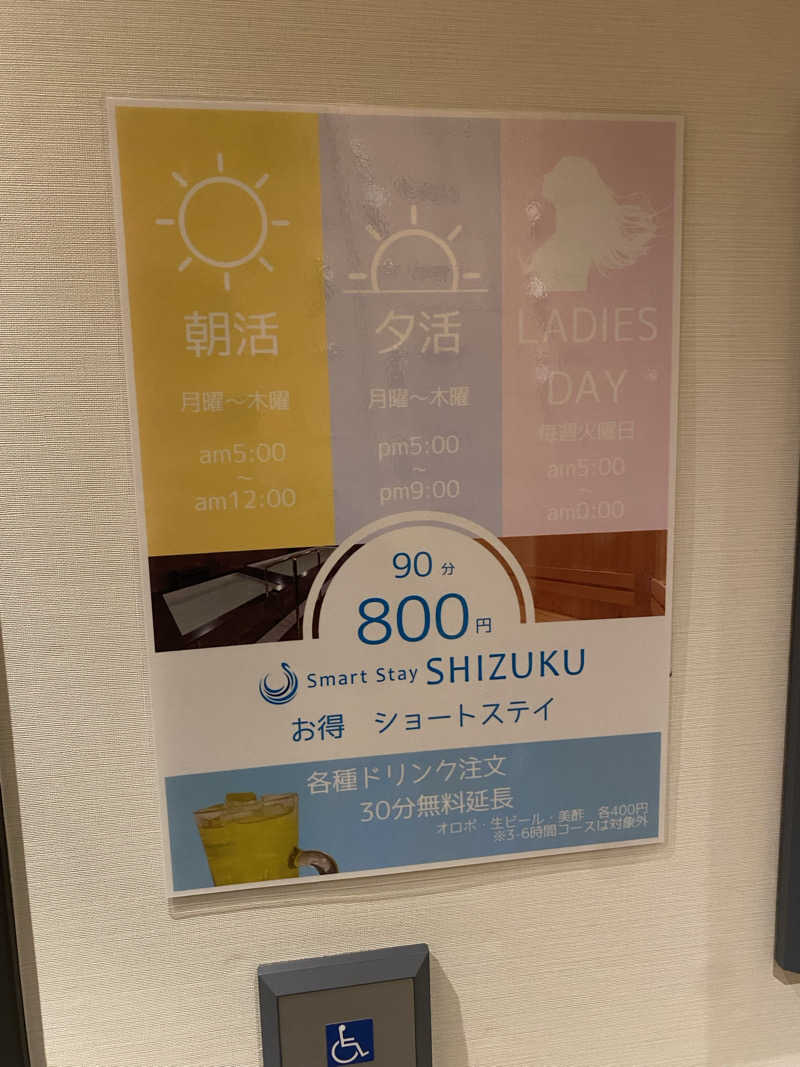 朝活
月曜～木曜
am5:00
～
am12:00
夕活
月曜～木曜
pm5:00
～
pm9:00
LADIES
DAY
毎週火曜日
am5:00
～
am0:00
90分
800円
Smart Stay SHIZUKU
お得 ショートステイ
各種ドリンク注文
30分無料延長
オロポ・生ビール・美酢 各400円
※3-6時間コースは対象外